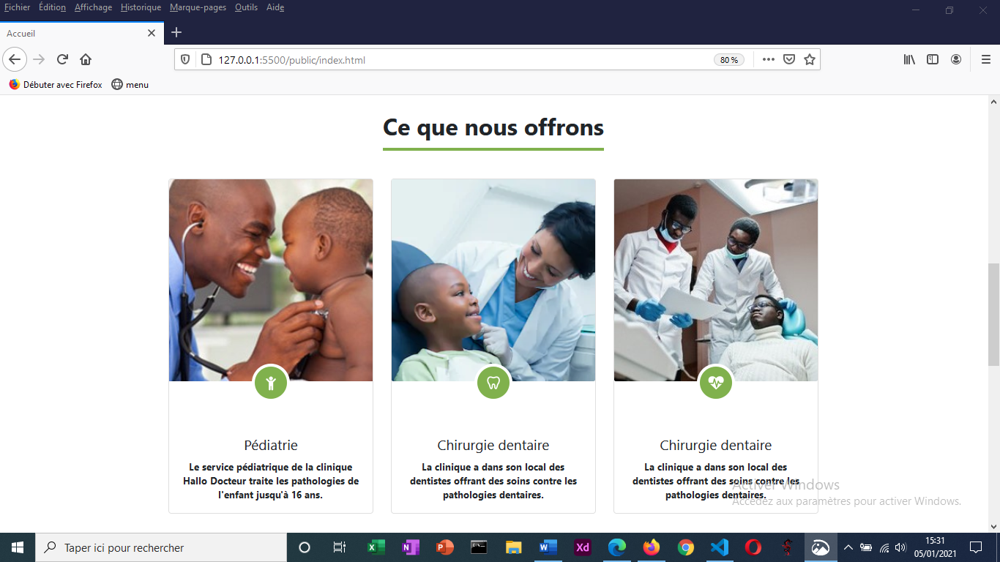 Fichier Édition Affichage Historique Marque-pages Outils Aide
Accueil
127.0.0.1:5500/public/index.html 80 %
Débuter avec Firefox menu
Ce que nous offrons
Pédiatrie
Le service pédiatrique de la clinique
Hallo Docteur traite les pathologies de
l'enfant jusqu'à 16 ans.
Chirurgie dentaire
La clinique a dans son local des
dentistes offrant des soins contre les
pathologies dentaires.
Chirurgie dentaire
La clinique a dans son local des
dentistes offrant des soins contre les
pathologies dentaires.
Activer Windows
Accédez aux paramètres pour activer Windows.
Taper ici pour rechercher
Xd
15:31
05/01/2021